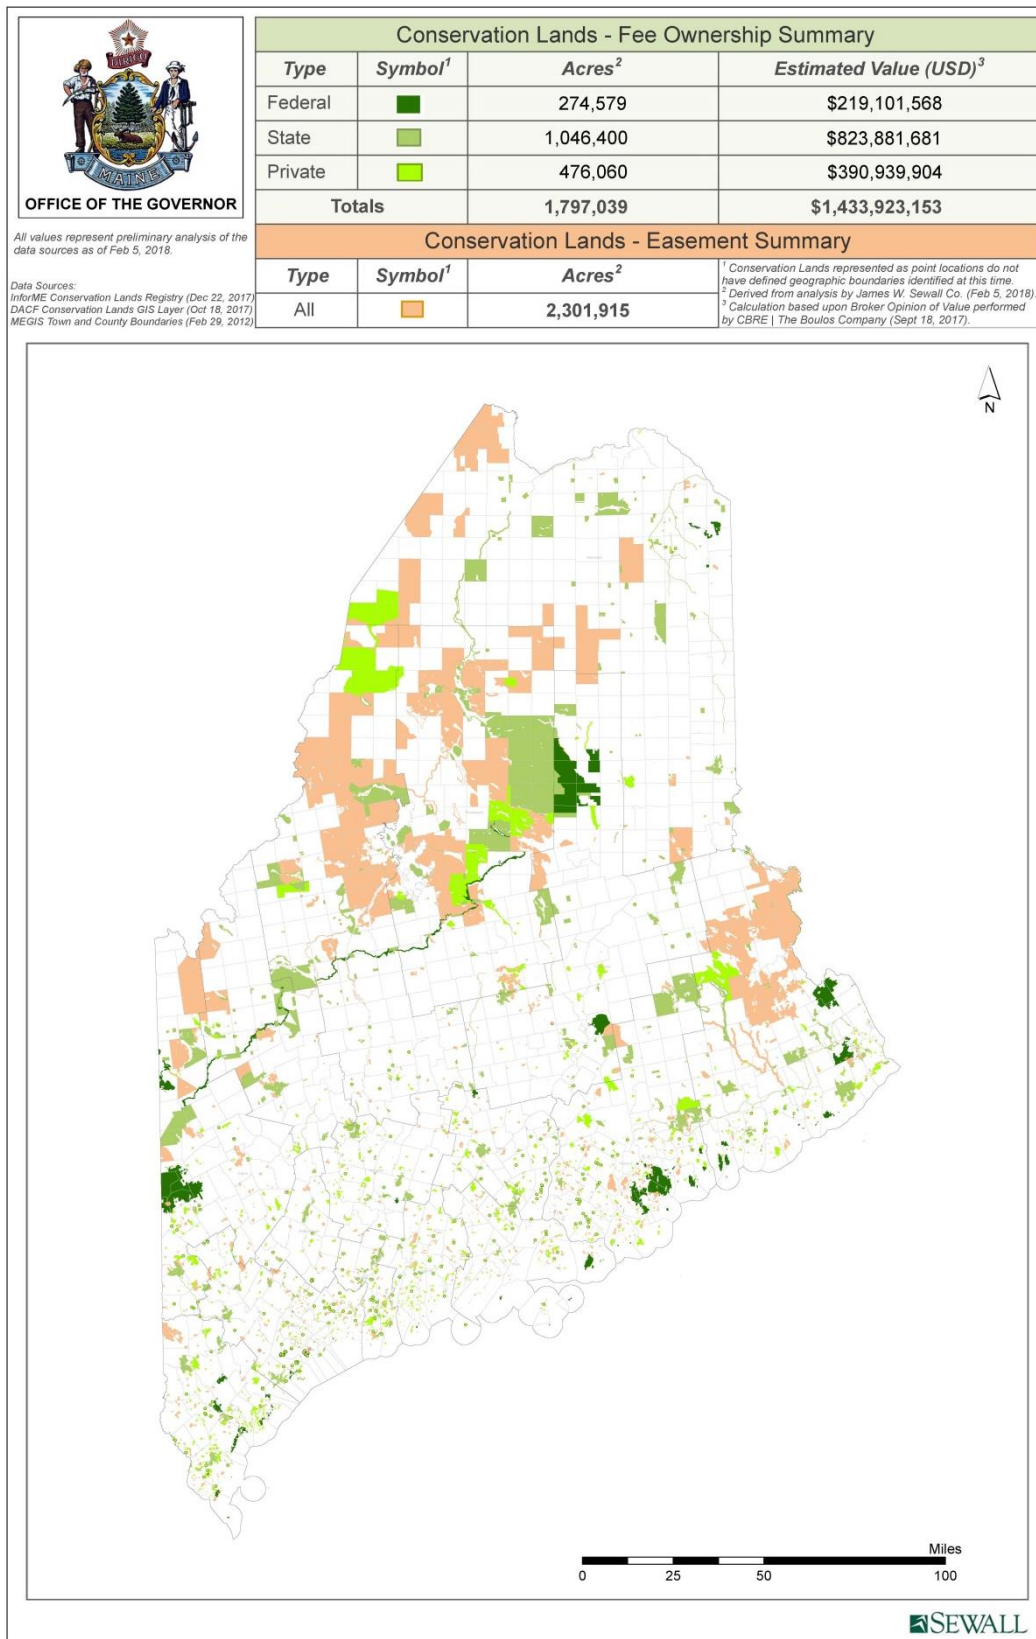 DIRIGO
MAINE
OFFICE OF THE GOVERNOR
All values represent preliminary analysis of the
data sources as of Feb 5, 2018.
Data Sources:
InforME Conservation Lands Registry (Dec 22, 2017)
DACF Conservation Lands GIS Layer (Oct 18, 2017)
MEGIS Town and County Boundaries (Feb 29, 2012)
Conservation Lands - Fee Ownership Summary
Type Symbol¹ Acres² Estimated Value (USD)³
Federal 274,579 $219,101,568
State 1,046,400 $823,881,681
Private 476,060 $390,939,904
Totals 1,797,039 $1,433,923,153
Conservation Lands - Easement Summary
Type Symbol¹ Acres²
All 2,301,915
¹ Conservation Lands represented as point locations do not
have defined geographic boundaries identified at this time.
² Derived from analysis by James W. Sewall Co. (Feb 5, 2018).
³ Calculation based upon Broker Opinion of Value performed
by CBRE | The Boulos Company (Sept 18, 2017).
N
Miles
0 25 50 100
SEWALL